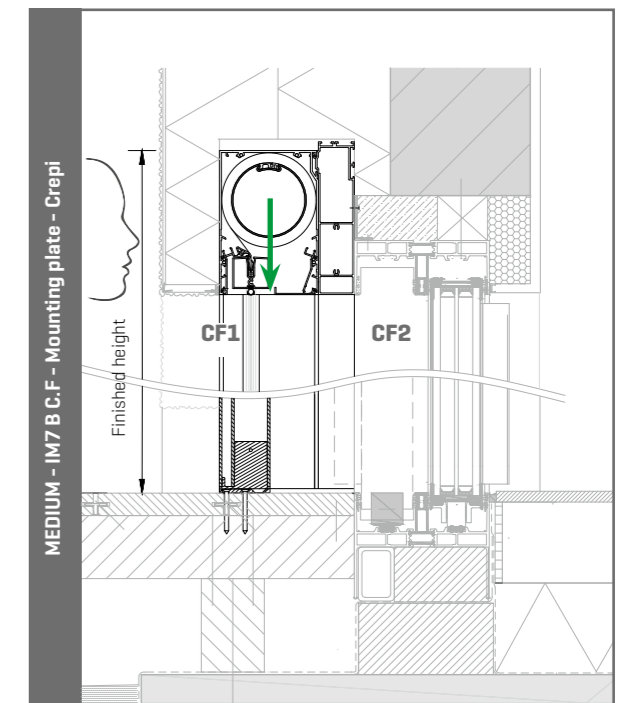 MEDIUM - IM7 B C.F - Mounting plate - Crepi
Finished height
CF1
CF2